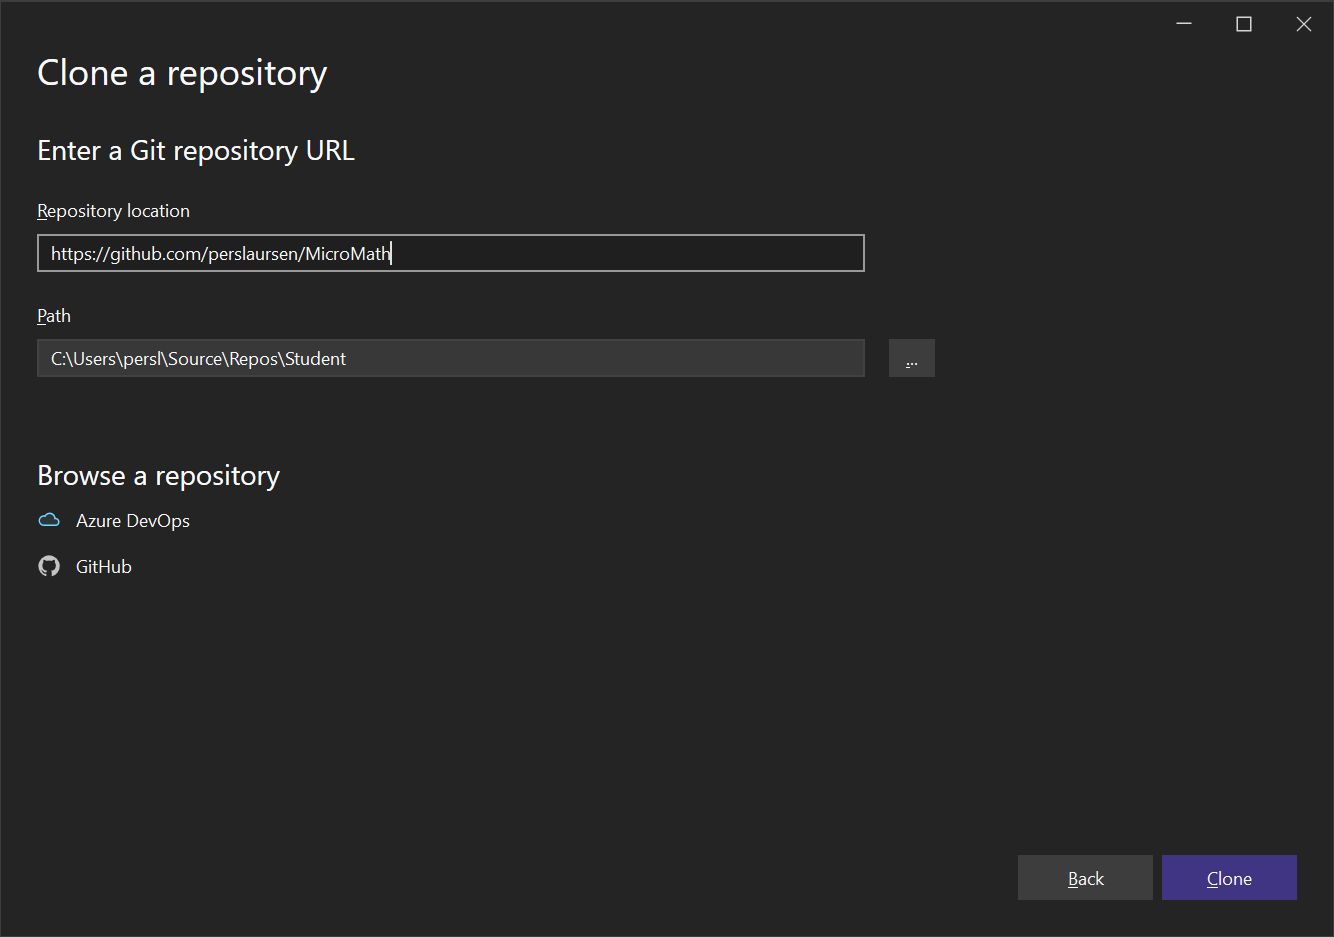 Clone a repository
Enter a Git repository URL
Repository location
https://github.com/perslaursen/MicroMath
Path
C:\Users\persl\Source\Repos\Student
...
Browse a repository
Azure DevOps
GitHub
Back
Clone